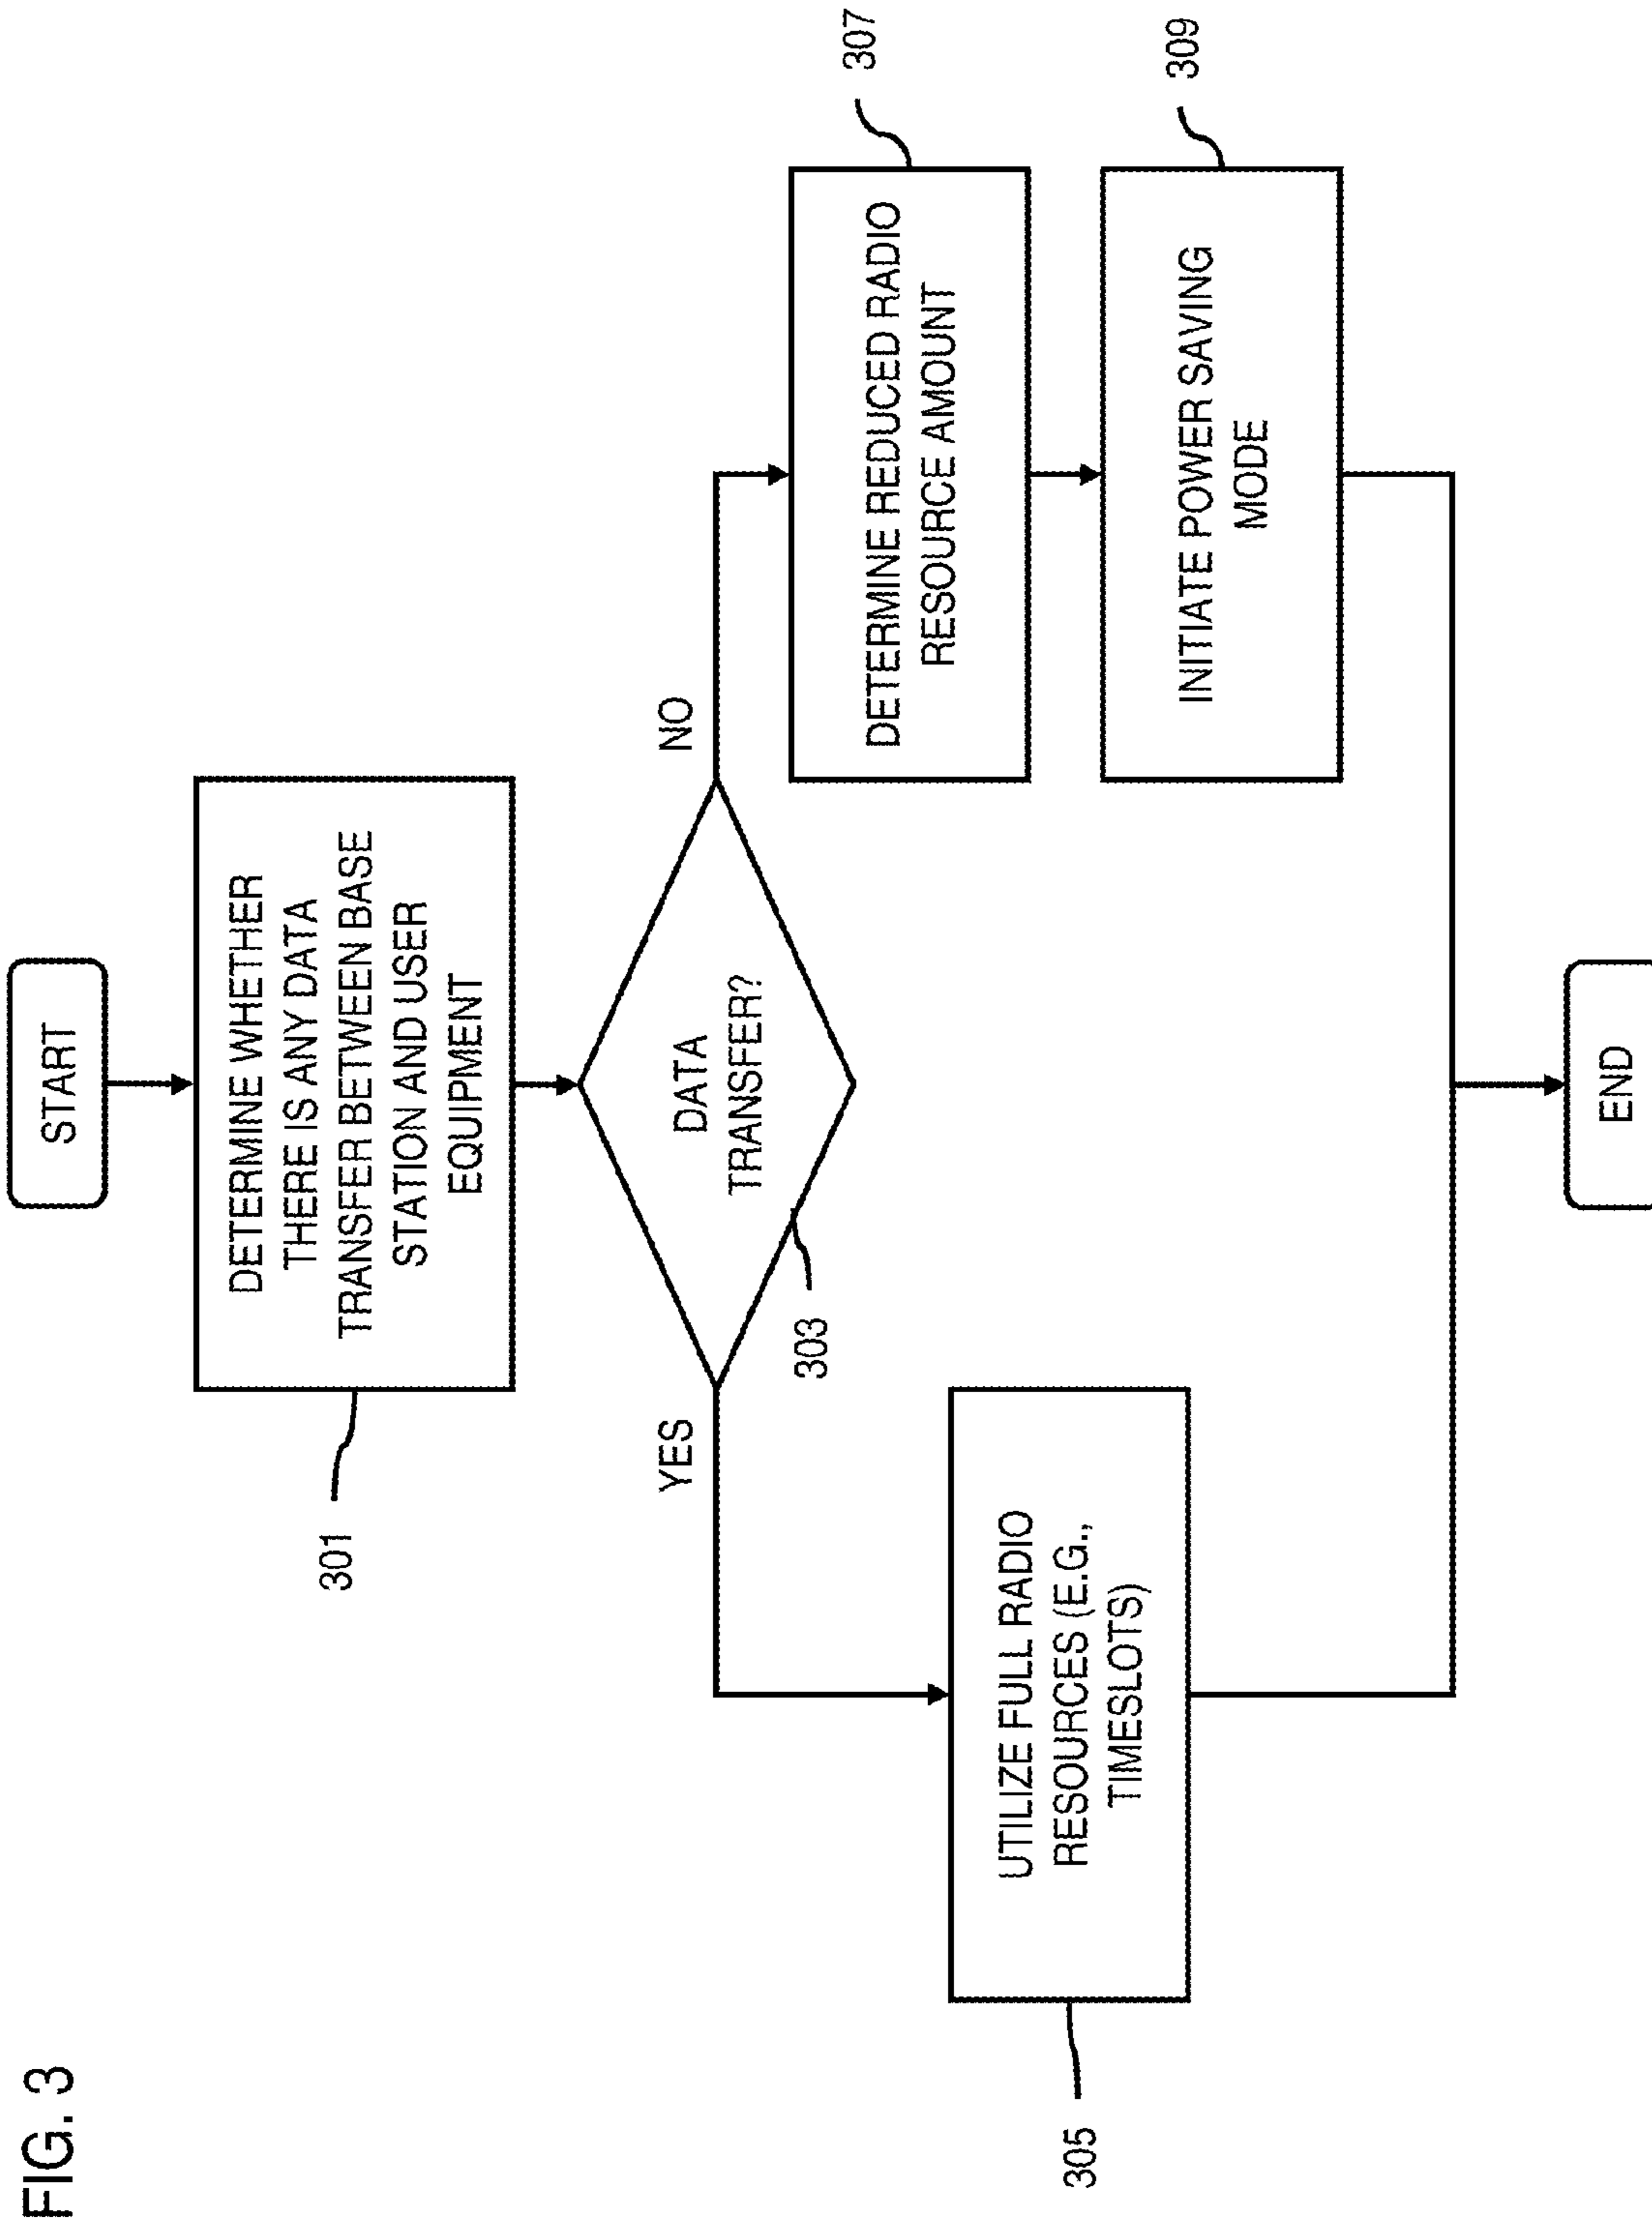 FIG. 3
START
301
DETERMINE WHETHER
THERE IS ANY DATA
TRANSFER BETWEEN BASE
STATION AND USER
EQUIPMENT
YES
NO
DATA
TRANSFER?
303
307
DETERMINE REDUCED RADIO
RESOURCE AMOUNT
305
UTILIZE FULL RADIO
RESOURCES (E.G.,
TIMESLOTS)
309
INITIATE POWER SAVING
MODE
END